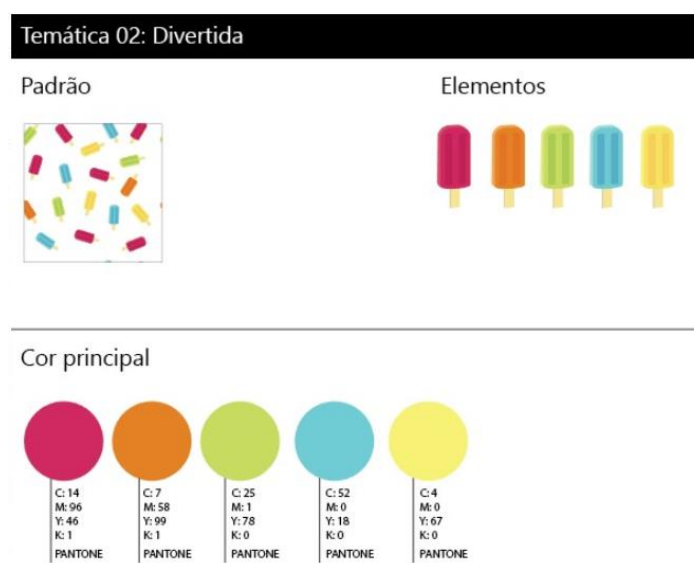 Temática 02: Divertida
Padrão
Elementos
Cor principal
C: 14
M: 96
Y: 46
K: 1
PANTONE
C: 7
M: 58
Y: 99
K: 1
PANTONE
C: 25
M: 1
Y: 78
K: 0
PANTONE
C: 52
M: 0
Y: 18
K: 0
PANTONE
C: 4
M: 0
Y: 67
K: 0
PANTONE